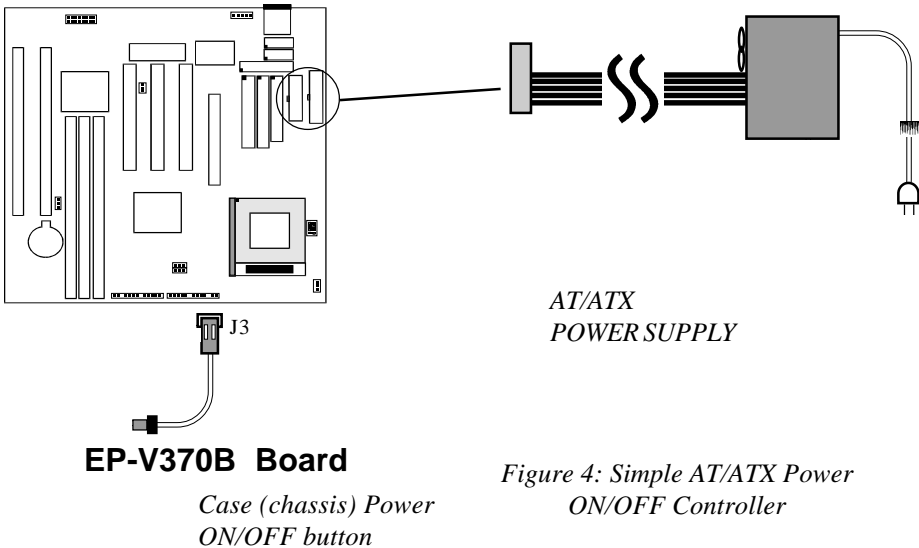 J3
AT/ATX
POWER SUPPLY
EP-V370B Board
Case (chassis) Power
ON/OFF button
Figure 4: Simple AT/ATX Power
ON/OFF Controller